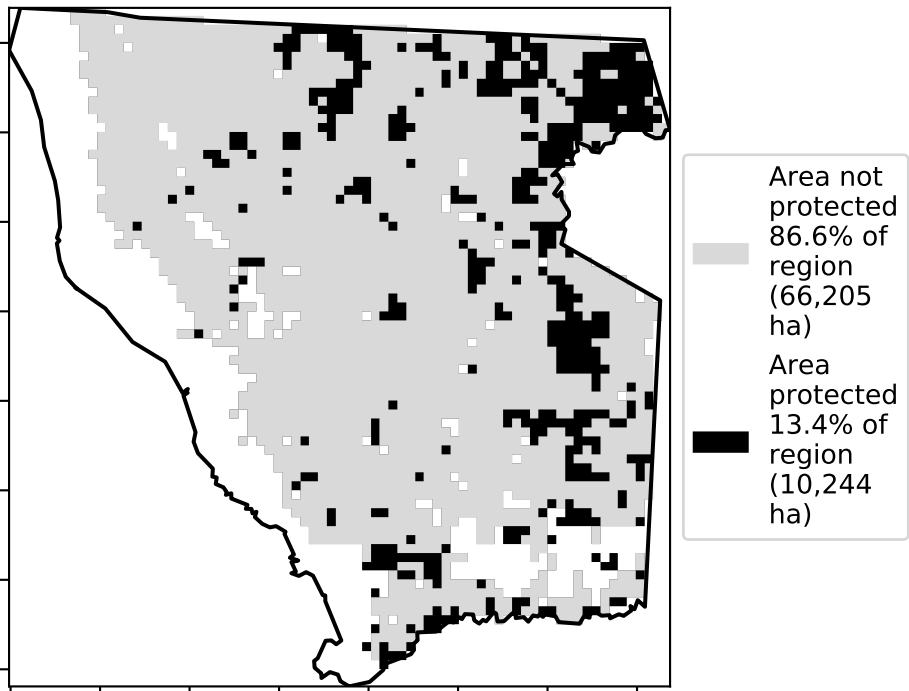 Area not
protected
86.6% of
region
(66,205
ha)
Area
protected
13.4% of
region
(10,244
ha)